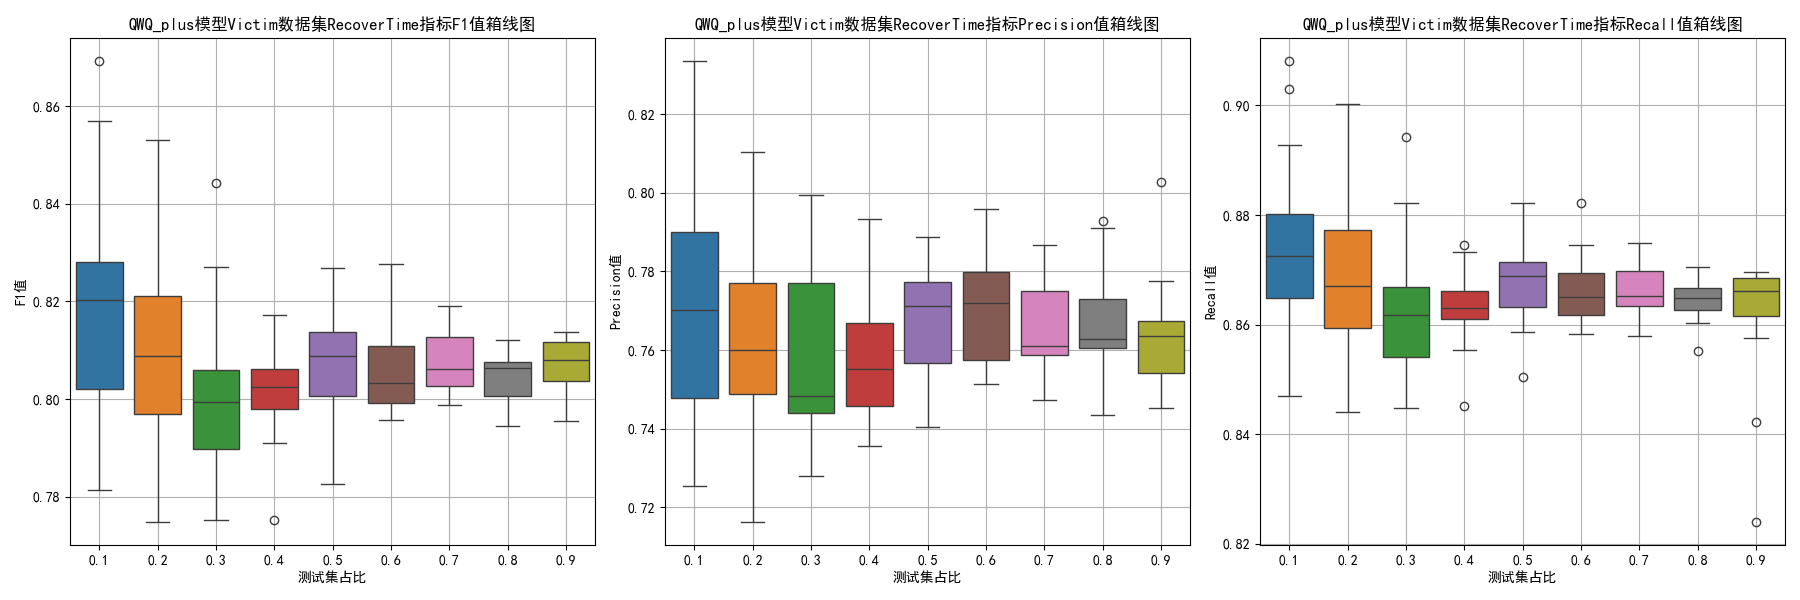 QWQ_plus模型Victim数据集RecoverTime指标F1值箱线图
F1值
0.86
0.84
0.82
0.80
0.78
0.1 0.2 0.3 0.4 0.5 0.6 0.7 0.8 0.9
测试集占比
QWQ_plus模型Victim数据集RecoverTime指标Precision值箱线图
Precision值
0.82
0.80
0.78
0.76
0.74
0.72
0.1 0.2 0.3 0.4 0.5 0.6 0.7 0.8 0.9
测试集占比
QWQ_plus模型Victim数据集RecoverTime指标Recall值箱线图
Recall值
0.90
0.88
0.86
0.84
0.82
0.1 0.2 0.3 0.4 0.5 0.6 0.7 0.8 0.9
测试集占比